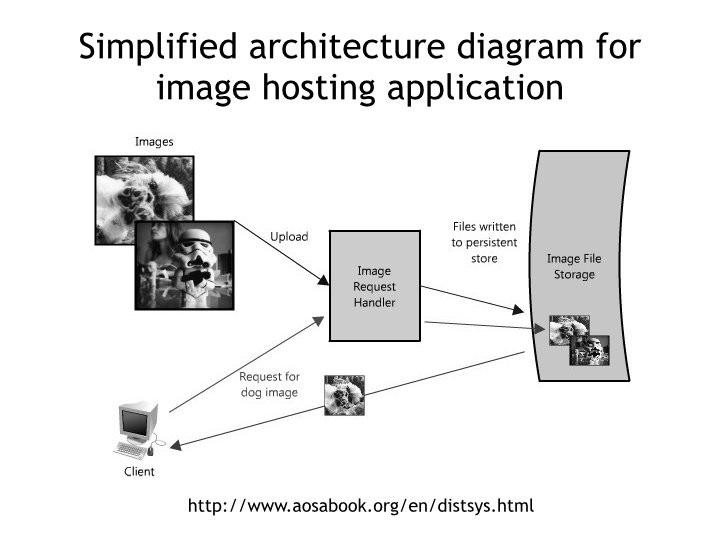 Simplified architecture diagram for
image hosting application
Images
Upload
Files written
to persistent
store
Image
Request
Handler
Image File
Storage
Request for
dog image
Client
http://www.aosabook.org/en/distsys.html